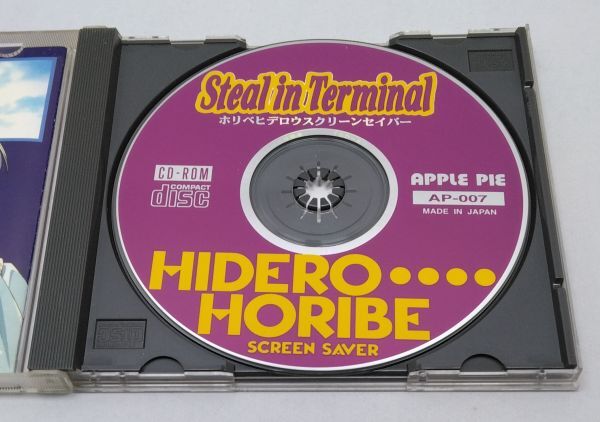 Steal in Terminal
ホリベヒデロウスクリーンセイバー
CD-ROM
COMPACT
disc
APPLE PIE
AP-007
MADE IN JAPAN
HIDERO••••
HORIBE
SCREEN SAVER